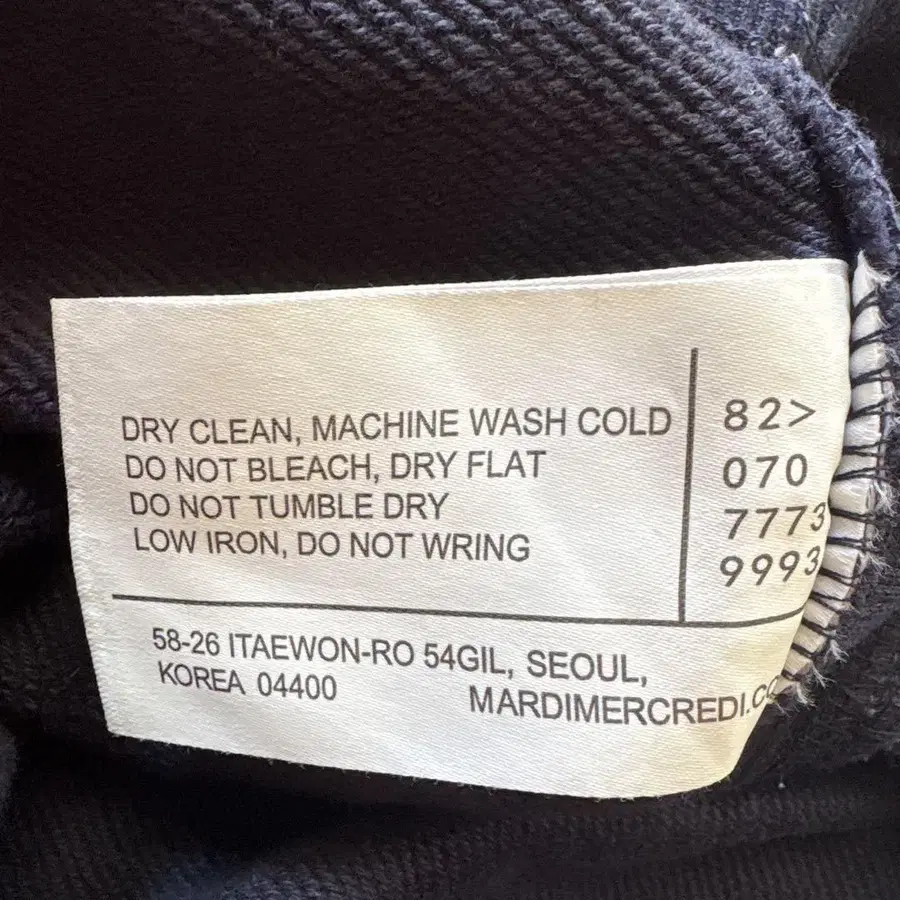 DRY CLEAN, MACHINE WASH COLD
DO NOT BLEACH, DRY FLAT
DO NOT TUMBLE DRY
LOW IRON, DO NOT WRING
82>
070
7773
9993
58-26 ITAEWON-RO 54GIL, SEOUL,
KOREA 04400
MARDIMERCREDI.CO